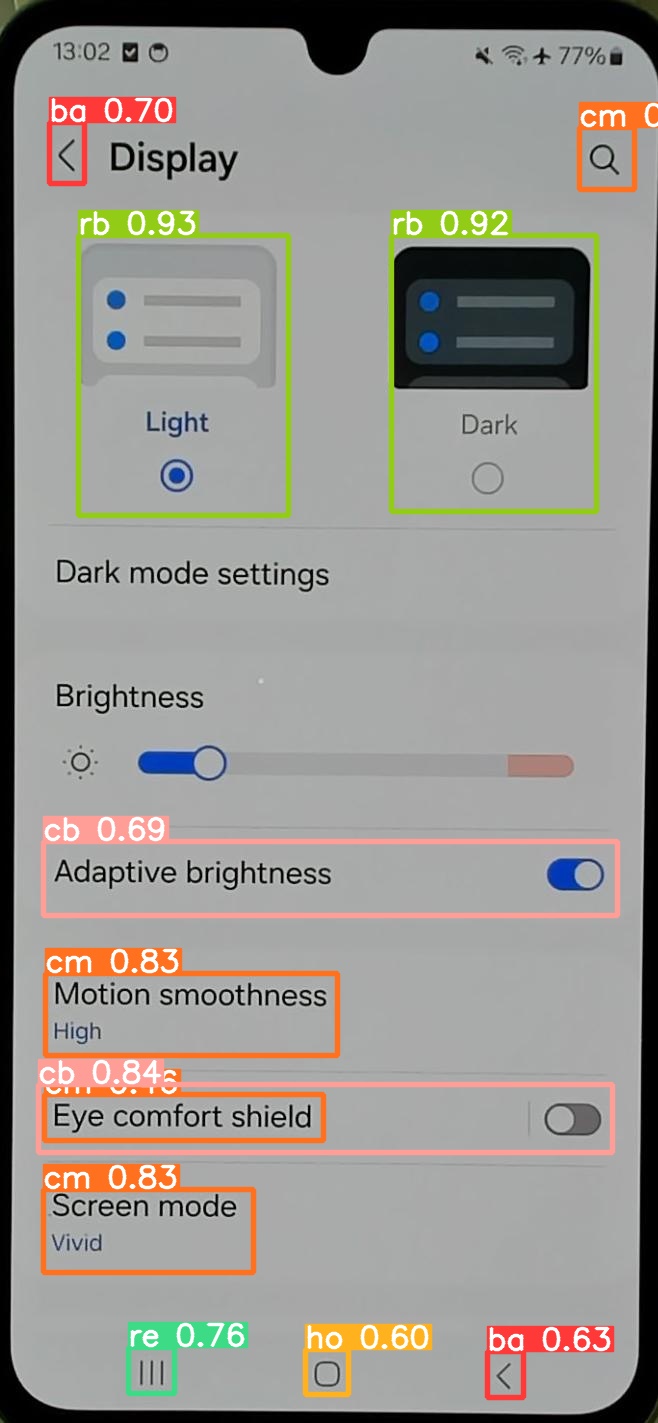 13:02 77%
ba 0.70
cm 0
Display
rb 0.93 rb 0.92
Light Dark
Dark mode settings
Brightness
cb 0.69
Adaptive brightness
cm 0.83
Motion smoothness
High
cb 0.84
Eye comfort shield
cm 0.83
Screen mode
Vivid
re 0.76 ho 0.60 ba 0.63